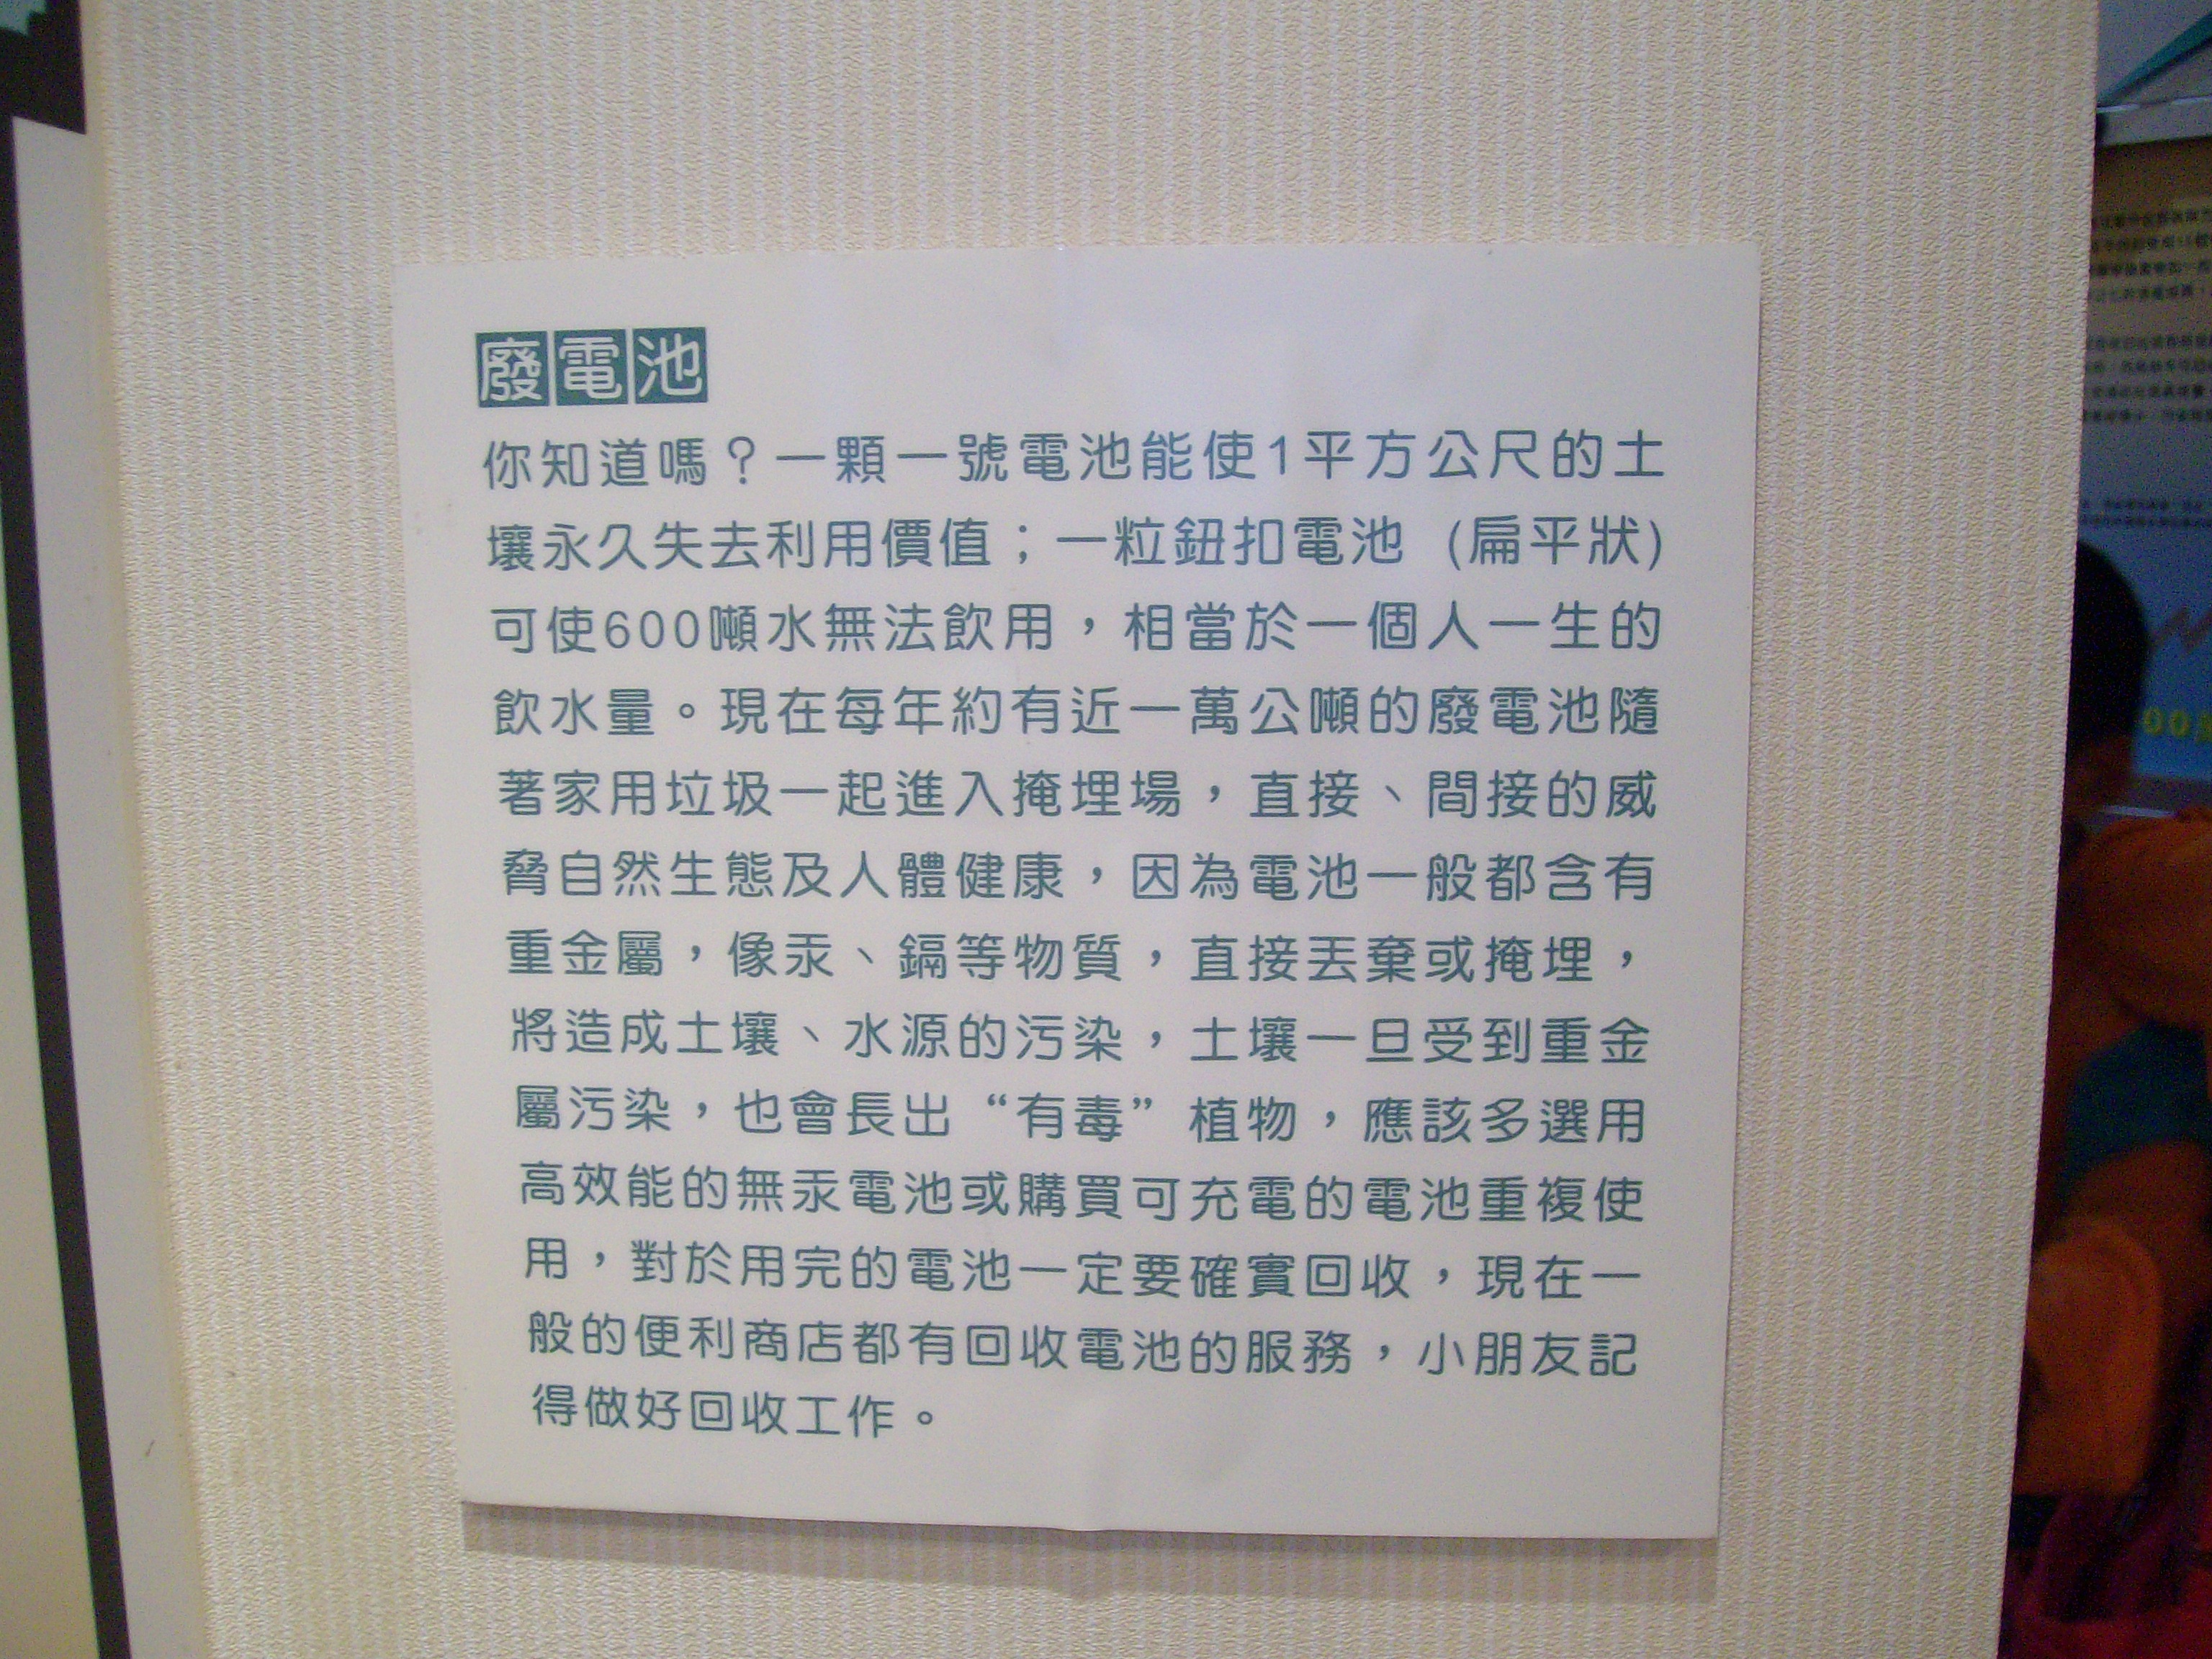 廢電池
你知道嗎？一顆一號電池能使1平方公尺的土
壤永久失去利用價值；一粒鈕扣電池 (扁平狀)
可使600噸水無法飲用，相當於一個人一生的
飲水量。現在每年約有近一萬公噸的廢電池隨
著家用垃圾一起進入掩埋場，直接、間接的威
脅自然生態及人體健康，因為電池一般都含有
重金屬，像汞、鎘等物質，直接丟棄或掩埋，
將造成土壤、水源的污染，土壤一旦受到重金
屬污染，也會長出“有毒”植物，應該多選用
高效能的無汞電池或購買可充電的電池重複使
用，對於用完的電池一定要確實回收，現在一
般的便利商店都有回收電池的服務，小朋友記
得做好回收工作。
00